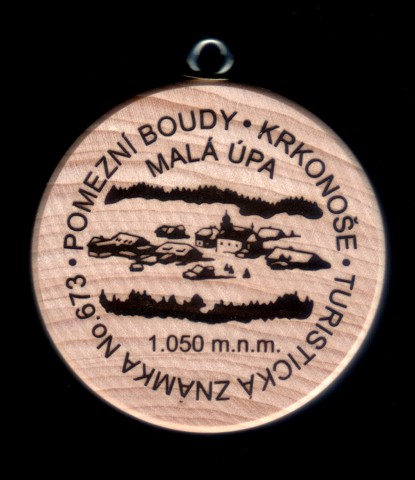 POMEZNÍ BOUDY • KRKONOŠE • TURISTICKÁ ZNÁMKA No.673 •
MALÁ ÚPA
1.050 m.n.m.